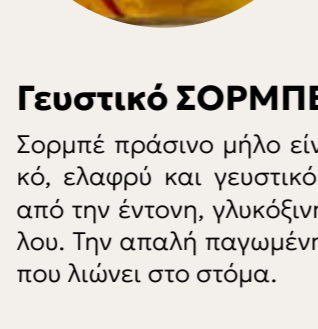 Γευστικό ΣΟΡΜΠΕ
Σορμπέ πράσινο μήλο είν
κό, ελαφρύ και γευστικό
από την έντονη, γλυκόξινη
λου. Την απαλή παγωμένη
που λιώνει στο στόμα.